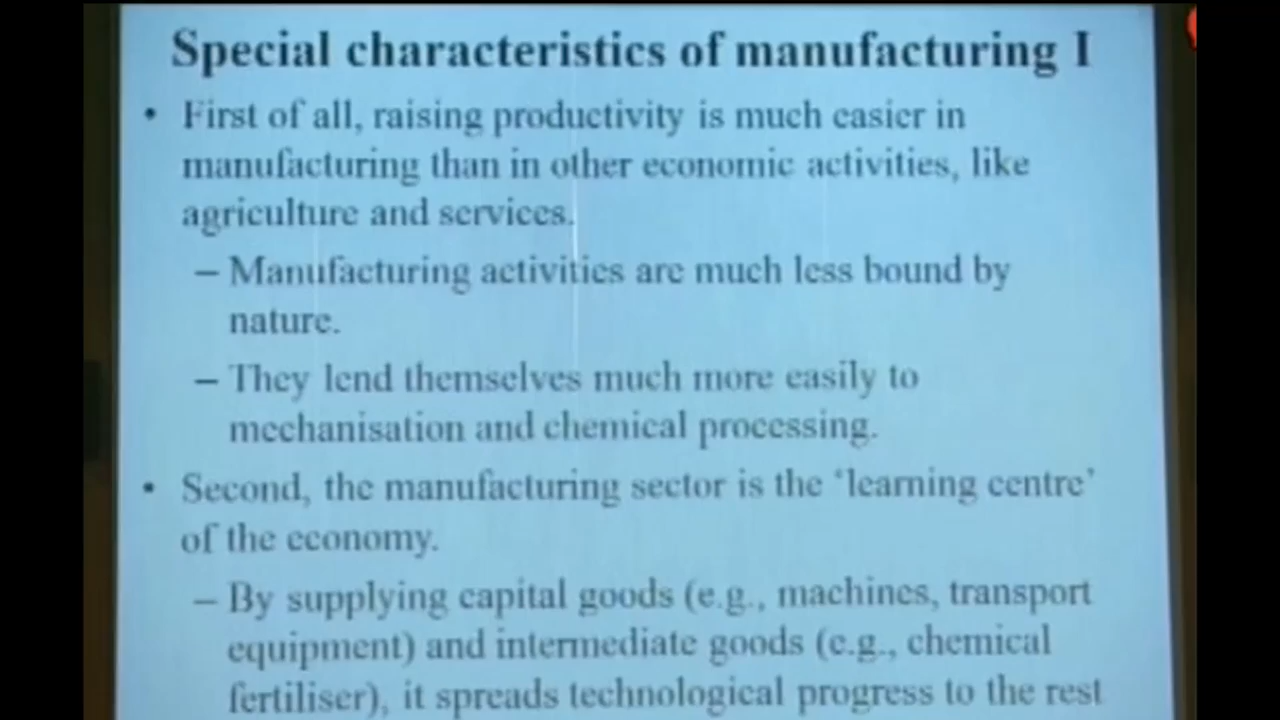 Special characteristics of manufacturing I
• First of all, raising productivity is much easier in
manufacturing than in other economic activities, like
agriculture and services.
– Manufacturing activities are much less bound by
nature.
– They lend themselves much more easily to
mechanisation and chemical processing.
• Second, the manufacturing sector is the ‘learning centre’
of the economy.
– By supplying capital goods (e.g., machines, transport
equipment) and intermediate goods (e.g., chemical
fertiliser), it spreads technological progress to the rest